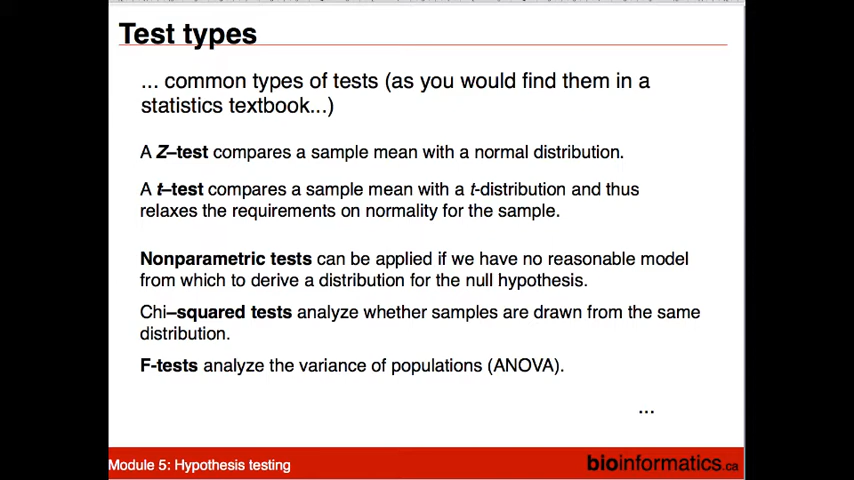 Test types
... common types of tests (as you would find them in a
statistics textbook...)
A Z–test compares a sample mean with a normal distribution.
A t–test compares a sample mean with a t-distribution and thus
relaxes the requirements on normality for the sample.
Nonparametric tests can be applied if we have no reasonable model
from which to derive a distribution for the null hypothesis.
Chi–squared tests analyze whether samples are drawn from the same
distribution.
F-tests analyze the variance of populations (ANOVA).
...
Module 5: Hypothesis testing
bioinformatics.ca